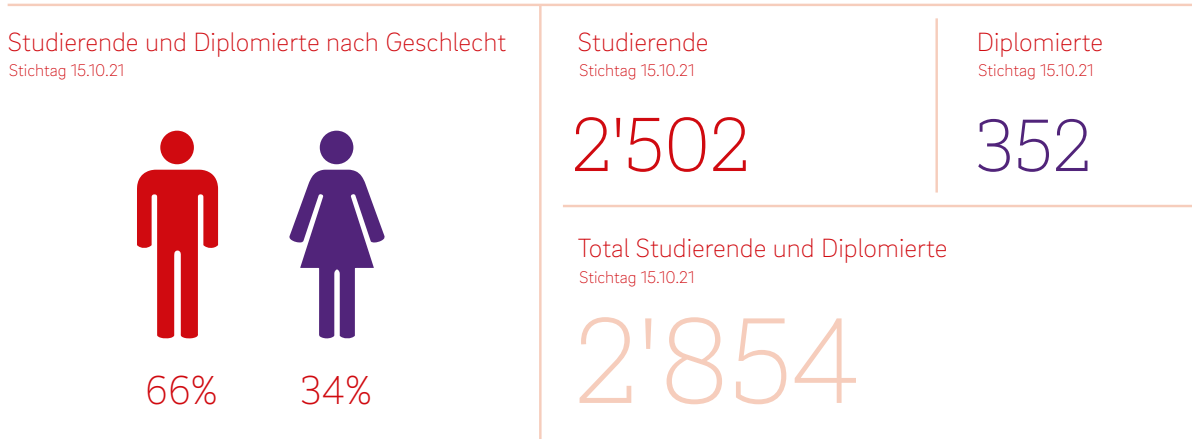 Studierende und Diplomierte nach Geschlecht
Stichtag 15.10.21
66%
34%
Studierende
Stichtag 15.10.21
2'502
Diplomierte
Stichtag 15.10.21
352
Total Studierende und Diplomierte
Stichtag 15.10.21
2'854